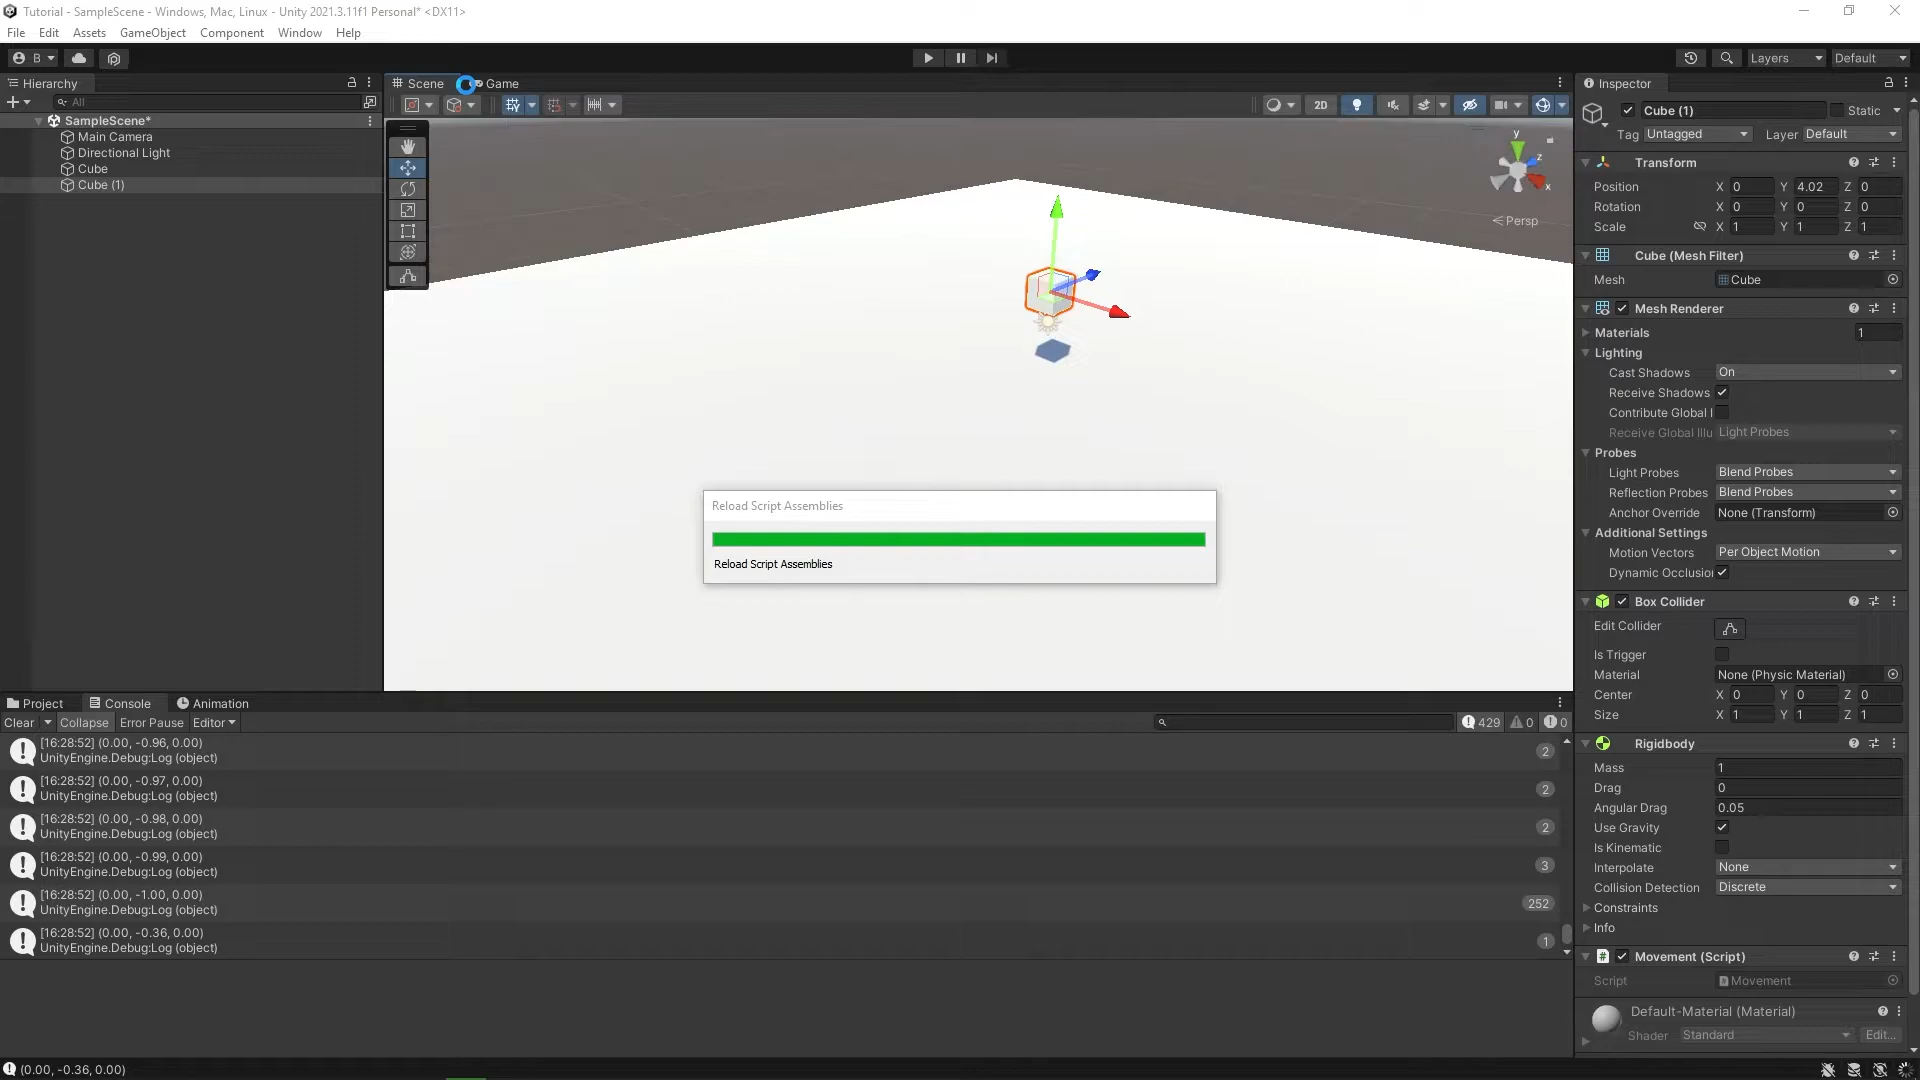 Tutorial - SampleScene - Windows, Mac, Linux - Unity 2021.3.11f1 Personal* <DX11>
File Edit Assets GameObject Component Window Help
B
Layers Default
Hierarchy
All
SampleScene*
Main Camera
Directional Light
Cube
Cube (1)
Scene Game
2D
y
z
x
< Persp
Reload Script Assemblies
Reload Script Assemblies
Project Console Animation
Clear Collapse Error Pause Editor 429 0 0
[16:28:52] (0.00, -0.96, 0.00)
UnityEngine.Debug:Log (object) 2
[16:28:52] (0.00, -0.97, 0.00)
UnityEngine.Debug:Log (object) 2
[16:28:52] (0.00, -0.98, 0.00)
UnityEngine.Debug:Log (object) 2
[16:28:52] (0.00, -0.99, 0.00)
UnityEngine.Debug:Log (object) 3
[16:28:52] (0.00, -1.00, 0.00)
UnityEngine.Debug:Log (object) 252
[16:28:52] (0.00, -0.36, 0.00)
UnityEngine.Debug:Log (object) 1
(0.00, -0.36, 0.00)
Inspector
Cube (1) Static
Tag Untagged Layer Default
Transform
Position X 0 Y 4.02 Z 0
Rotation X 0 Y 0 Z 0
Scale X 1 Y 1 Z 1
Cube (Mesh Filter)
Mesh Cube
Mesh Renderer
Materials 1
Lighting
Cast Shadows On
Receive Shadows
Contribute Global I
Receive Global Illu Light Probes
Probes
Light Probes Blend Probes
Reflection Probes Blend Probes
Anchor Override None (Transform)
Additional Settings
Motion Vectors Per Object Motion
Dynamic Occlusio
Box Collider
Edit Collider
Is Trigger
Material None (Physic Material)
Center X 0 Y 0 Z 0
Size X 1 Y 1 Z 1
Rigidbody
Mass 1
Drag 0
Angular Drag 0.05
Use Gravity
Is Kinematic
Interpolate None
Collision Detection Discrete
Constraints
Info
Movement (Script)
Script Movement
Default-Material (Material)
Shader Standard Edit...